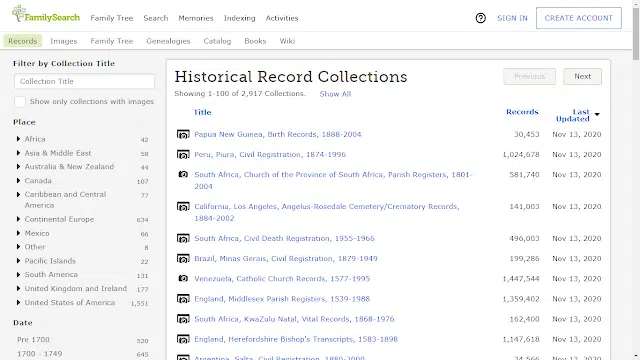 FamilySearch Family Tree Search Memories Indexing Activities SIGN IN CREATE ACCOUNT
Records Images Family Tree Genealogies Catalog Books Wiki
Filter by Collection Title
Collection Title
Show only collections with images
Place
Africa 42
Asia & Middle East 58
Australia & New Zealand 44
Canada 107
Caribbean and Central America 77
Continental Europe 634
Mexico 66
Other 8
Pacific Islands 22
South America 131
United Kingdom and Ireland 177
United States of America 1,551
Date
Pre 1700 520
1700 - 1749 645
Historical Record Collections
Previous Next
Showing 1-100 of 2,917 Collections. Show All
Title Records Last Updated
Papua New Guinea, Birth Records, 1888-2004 30,453 Nov 13, 2020
Peru, Piura, Civil Registration, 1874-1996 1,024,678 Nov 13, 2020
South Africa, Church of the Province of South Africa, Parish Registers, 1801-2004 581,740 Nov 13, 2020
California, Los Angeles, Angelus-Rosedale Cemetery/Crematory Records, 1884-2002 141,003 Nov 13, 2020
South Africa, Civil Death Registration, 1955-1966 496,003 Nov 13, 2020
Brazil, Minas Gerais, Civil Registration, 1879-1949 199,286 Nov 13, 2020
Venezuela, Catholic Church Records, 1577-1995 1,447,544 Nov 13, 2020
England, Middlesex Parish Registers, 1539-1988 1,359,402 Nov 13, 2020
South Africa, KwaZulu Natal, Vital Records, 1868-1976 162,400 Nov 13, 2020
England, Herefordshire Bishop's Transcripts, 1583-1898 1,147,618 Nov 13, 2020
Argentina, Salta, Civil Registration, 1880-3000 34,566 Nov 13, 2020